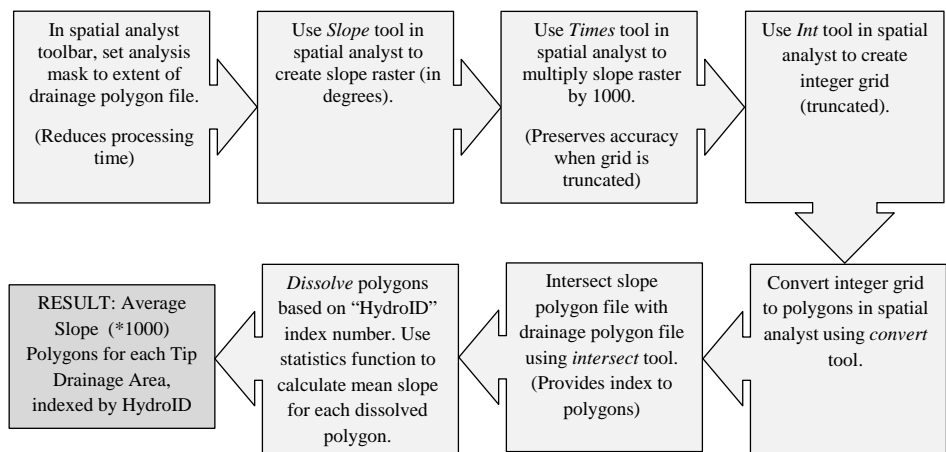 In spatial analyst
toolbar, set analysis
mask to extent of
drainage polygon file.
(Reduces processing
time)
Use Slope tool in
spatial analyst to
create slope raster (in
degrees).
Use Times tool in
spatial analyst to
multiply slope raster
by 1000.
(Preserves accuracy
when grid is
truncated)
Use Int tool in spatial
analyst to create
integer grid
(truncated).
Convert integer grid
to polygons in spatial
analyst using convert
tool.
Intersect slope
polygon file with
drainage polygon file
using intersect tool.
(Provides index to
polygons)
Dissolve polygons
based on “HydroID”
index number. Use
statistics function to
calculate mean slope
for each dissolved
polygon.
RESULT: Average
Slope (*1000)
Polygons for each Tip
Drainage Area,
indexed by HydroID